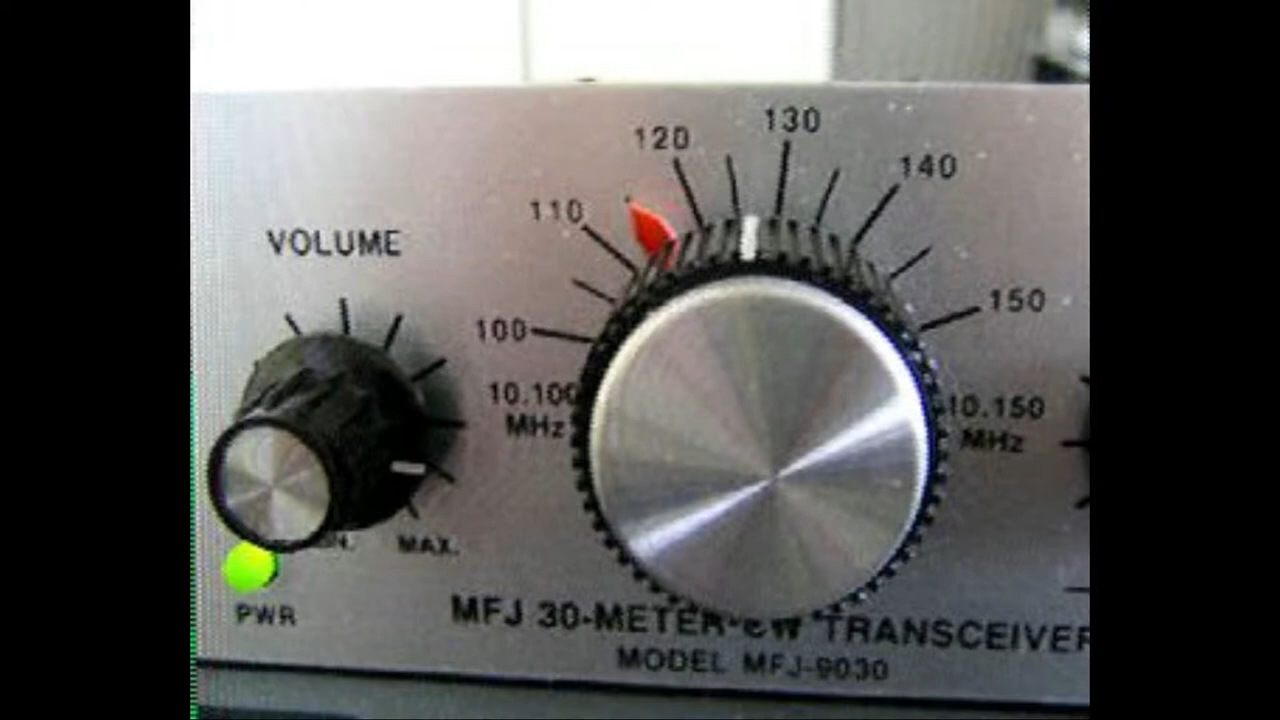 130
120
140
110
VOLUME
150
100
10.100
MHz
10.150
MHz
MAX.
PWR
MFJ 30-METER-CW TRANSCEIVER
MODEL MFJ-9030